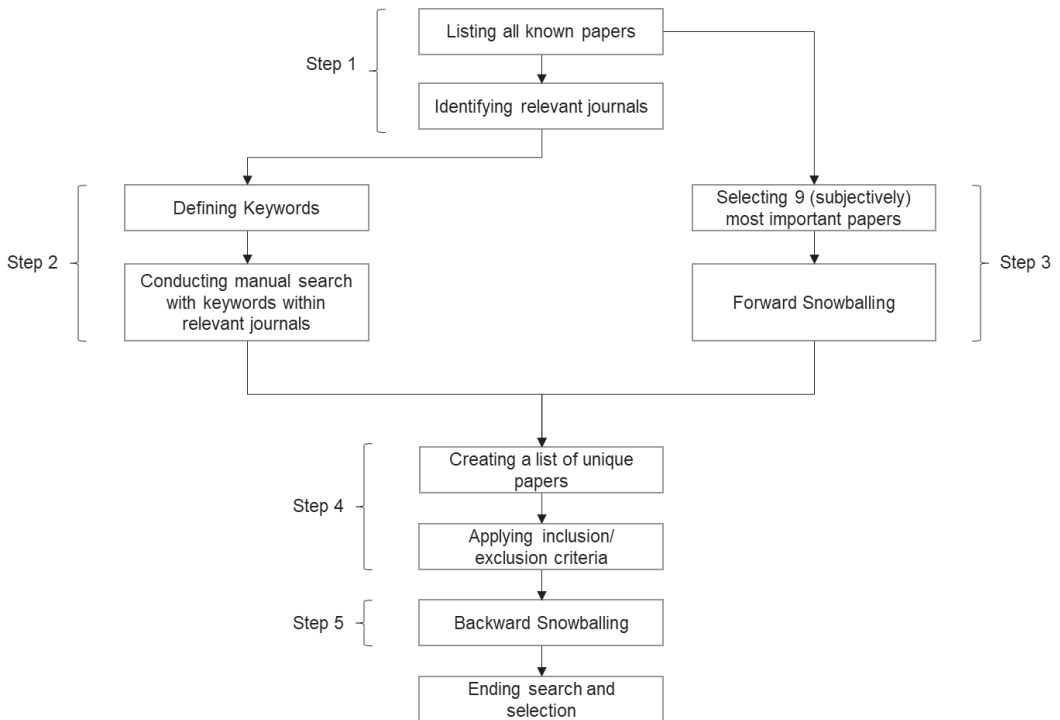 Listing all known papers
Step 1
Identifying relevant journals
Defining Keywords
Selecting 9 (subjectively)
most important papers
Step 2
Step 3
Conducting manual search
with keywords within
relevant journals
Forward Snowballing
Creating a list of unique
papers
Step 4
Applying inclusion/
exclusion criteria
Step 5
Backward Snowballing
Ending search and
selection